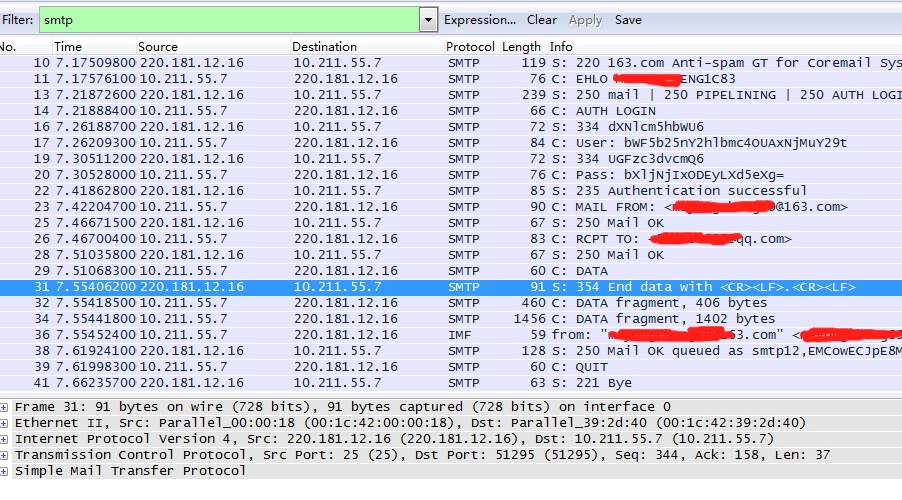 Filter: smtp Expression... Clear Apply Save
No. Time Source Destination Protocol Length Info
10 7.17509800 220.181.12.16 10.211.55.7 SMTP 119 S: 220 163.com Anti-spam GT for Coremail Sys
11 7.17576100 10.211.55.7 220.181.12.16 SMTP 76 C: EHLO ENG1C83
13 7.21872600 220.181.12.16 10.211.55.7 SMTP 239 S: 250 mail | 250 PIPELINING | 250 AUTH LOGI
14 7.21888400 10.211.55.7 220.181.12.16 SMTP 66 C: AUTH LOGIN
16 7.26188700 220.181.12.16 10.211.55.7 SMTP 72 S: 334 dXNlcm5hbWU6
17 7.26209300 10.211.55.7 220.181.12.16 SMTP 84 C: User: bWF5b25nY2hlbmc4OUAxNjMuY29t
19 7.30511200 220.181.12.16 10.211.55.7 SMTP 72 S: 334 UGFzc3dvcmQ6
20 7.30528000 10.211.55.7 220.181.12.16 SMTP 76 C: Pass: bXljNjIxODEyLXd5eXg=
22 7.41862800 220.181.12.16 10.211.55.7 SMTP 85 S: 235 Authentication successful
23 7.42204700 10.211.55.7 220.181.12.16 SMTP 90 C: MAIL FROM: < @163.com>
25 7.46671500 220.181.12.16 10.211.55.7 SMTP 67 S: 250 Mail OK
26 7.46700400 10.211.55.7 220.181.12.16 SMTP 83 C: RCPT TO: < qq.com>
28 7.51035800 220.181.12.16 10.211.55.7 SMTP 67 S: 250 Mail OK
29 7.51068300 10.211.55.7 220.181.12.16 SMTP 60 C: DATA
31 7.55406200 220.181.12.16 10.211.55.7 SMTP 91 S: 354 End data with <CR><LF>.<CR><LF>
32 7.55418500 10.211.55.7 220.181.12.16 SMTP 460 C: DATA fragment, 406 bytes
34 7.55441800 10.211.55.7 220.181.12.16 SMTP 1456 C: DATA fragment, 1402 bytes
36 7.55452400 10.211.55.7 220.181.12.16 IMF 59 from: " 63.com" <
38 7.61924100 220.181.12.16 10.211.55.7 SMTP 128 S: 250 Mail OK queued as smtp12,EMCowECJpE8M
39 7.61998300 10.211.55.7 220.181.12.16 SMTP 60 C: QUIT
41 7.66235700 220.181.12.16 10.211.55.7 SMTP 63 S: 221 Bye
Frame 31: 91 bytes on wire (728 bits), 91 bytes captured (728 bits) on interface 0
Ethernet II, Src: Parallel_00:00:18 (00:1c:42:00:00:18), Dst: Parallel_39:2d:40 (00:1c:42:39:2d:40)
Internet Protocol Version 4, Src: 220.181.12.16 (220.181.12.16), Dst: 10.211.55.7 (10.211.55.7)
Transmission Control Protocol, Src Port: 25 (25), Dst Port: 51295 (51295), Seq: 344, Ack: 158, Len: 37
Simple Mail Transfer Protocol